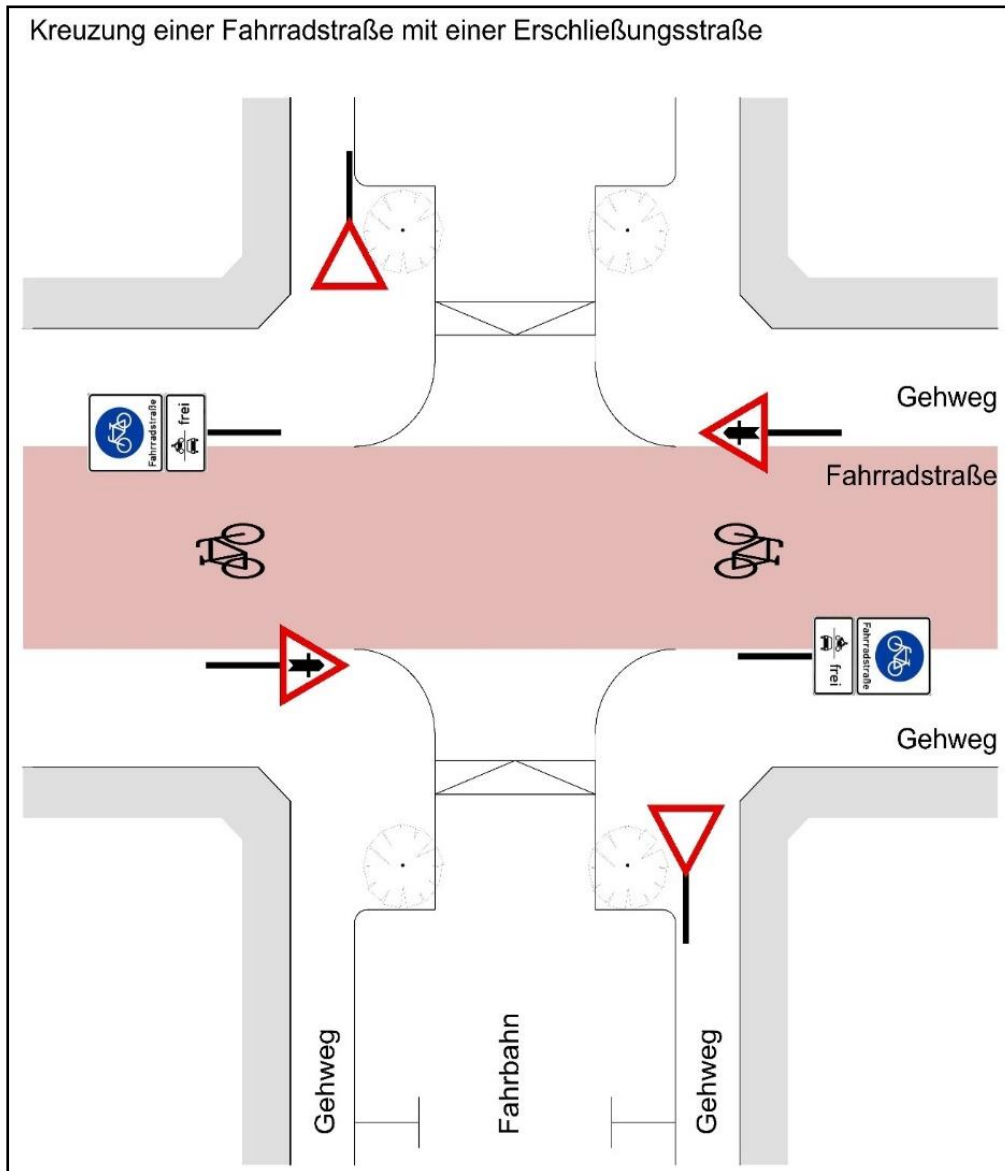 Kreuzung einer Fahrradstraße mit einer Erschließungsstraße
Gehweg
Fahrradstraße
frei
Fahrradstraße
Fahrradstraße
frei
Gehweg
Gehweg
Fahrbahn
Gehweg